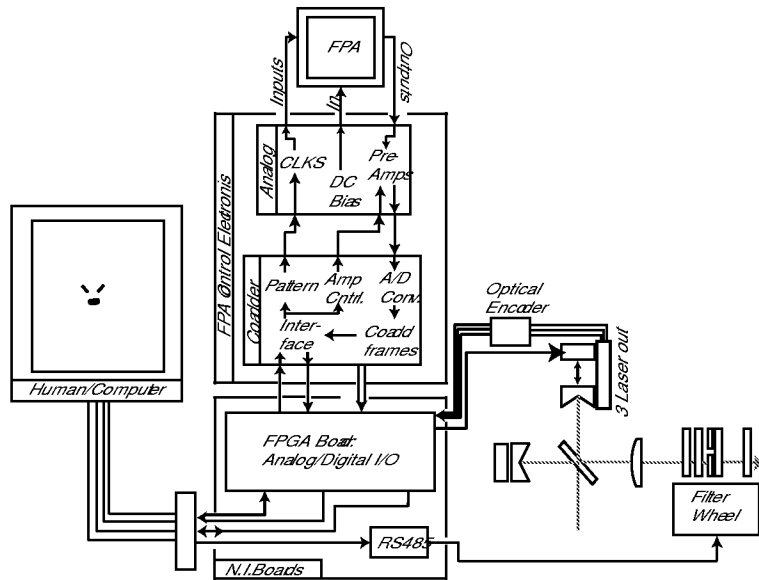 FPA
Inputs
In
Outputs
FPA Control Electronis
Analog
CLKS
DC
Bias
Pre-
Amps
Coadder
Pattern
Amp
Cntrl.
A/D
Conv.
Inter-
face
Coadd
frames
Optical
Encoder
3 Laser out
Human/Computer
FPGA Board:
Analog/Digital I/O
Filter
Wheel
RS485
N.I.Boards